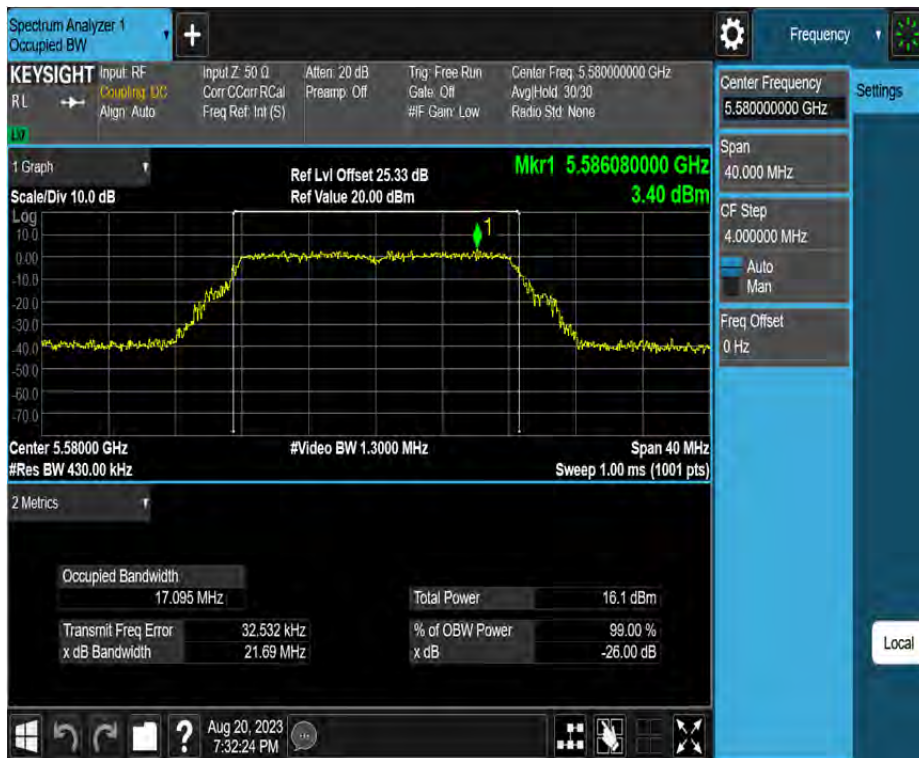 Spectrum Analyzer 1
Occupied BW
+
Frequency
KEYSIGHT
RL
LXI
Input: RF
Coupling: DC
Align: Auto
Input Z: 50 Ω
Corr CCorr RCal
Freq Ref: Int (S)
Atten: 20 dB
Preamp: Off
Trig: Free Run
Gate: Off
#IF Gain: Low
Center Freq: 5.580000000 GHz
Avg|Hold: 30/30
Radio Std: None
Center Frequency
5.580000000 GHz
Settings
Span
40.000 MHz
CF Step
4.000000 MHz
Auto
Man
Freq Offset
0 Hz
1 Graph
Scale/Div 10.0 dB
Ref Lvl Offset 25.33 dB
Ref Value 20.00 dBm
Mkr1 5.586080000 GHz
3.40 dBm
Log
10.0
0.00
-10.0
-20.0
-30.0
-40.0
-50.0
-60.0
-70.0
1
Center 5.58000 GHz
#Video BW 1.3000 MHz
Span 40 MHz
#Res BW 430.00 kHz
Sweep 1.00 ms (1001 pts)
2 Metrics
Occupied Bandwidth
17.095 MHz
Total Power 16.1 dBm
Transmit Freq Error 32.532 kHz
% of OBW Power 99.00 %
x dB Bandwidth 21.69 MHz
x dB -26.00 dB
Local
?
Aug 20, 2023
7:32:24 PM